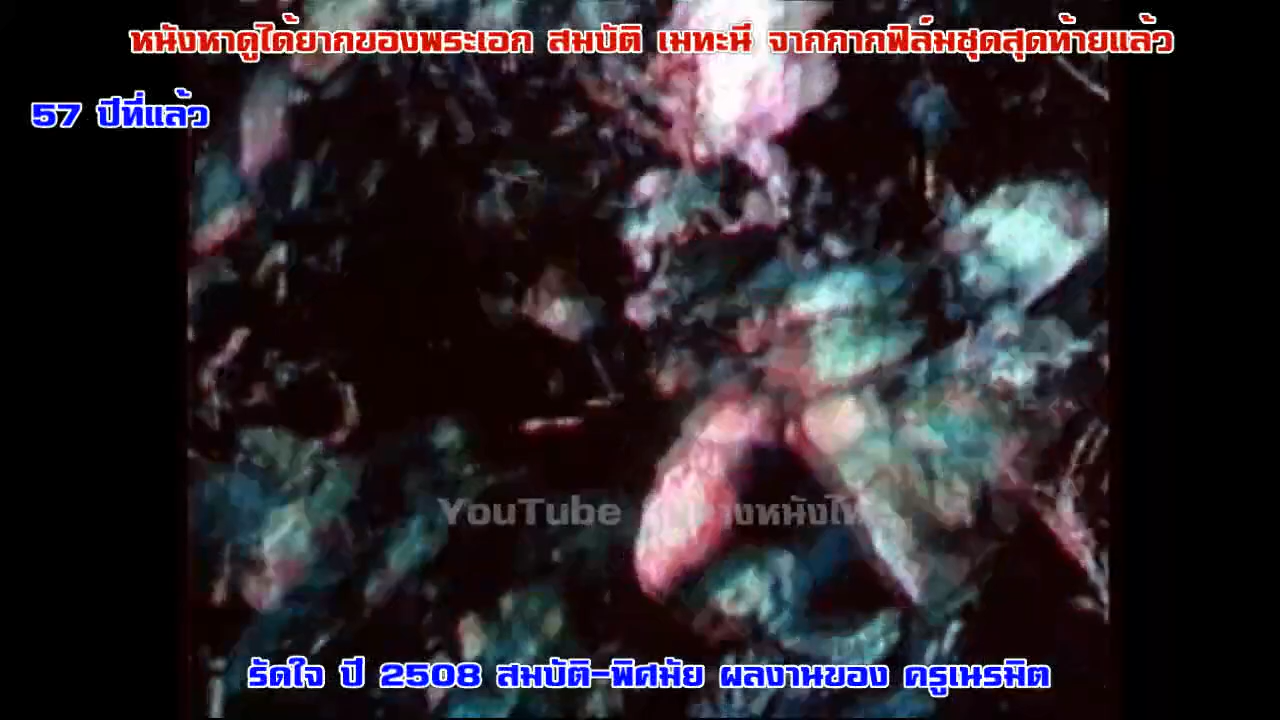 หนังหาดูได้ยากของพระเอก สมบัติ เมทะนี จากกากฟิล์มชุดสุดท้ายแล้ว
57 ปีที่แล้ว
YouTube
รัดใจ ปี 2508 สมบัติ-พิศมัย ผลงานของ ครูเนรมิต